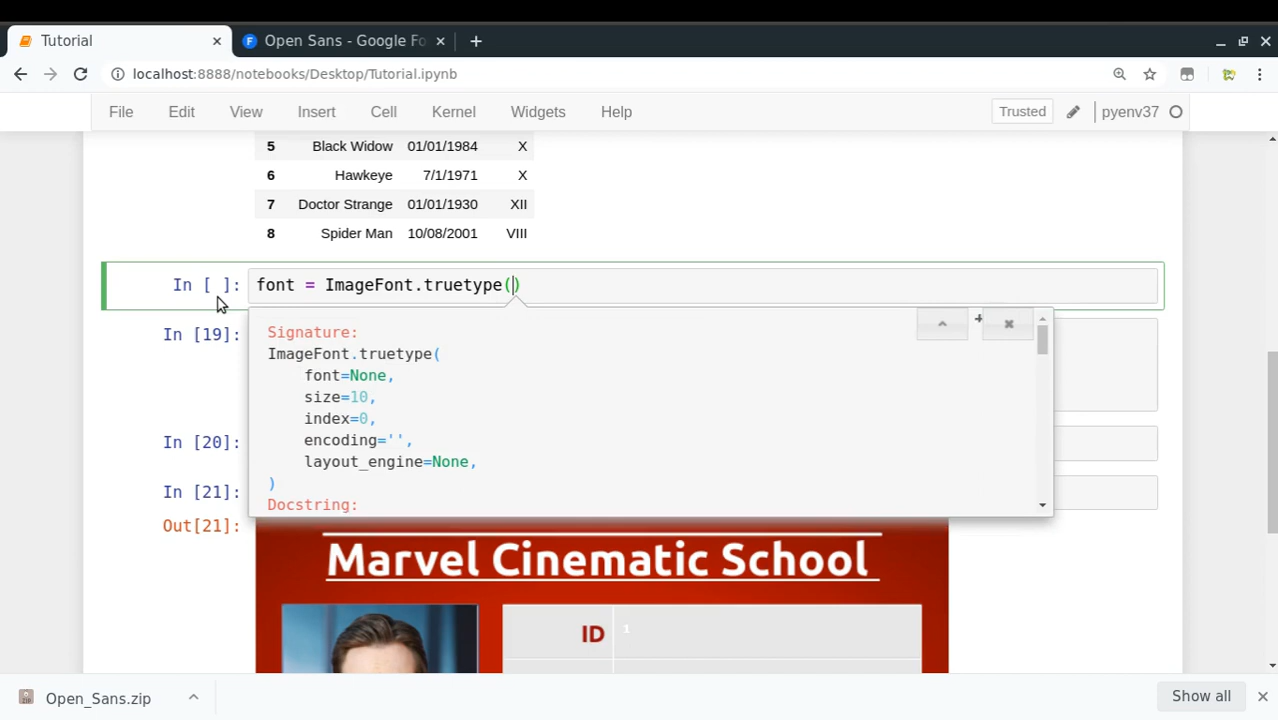 Tutorial
Open Sans - Google Fo
localhost:8888/notebooks/Desktop/Tutorial.ipynb
File Edit View Insert Cell Kernel Widgets Help Trusted pyenv37
5 Black Widow 01/01/1984 X
6 Hawkeye 7/1/1971 X
7 Doctor Strange 01/01/1930 XII
8 Spider Man 10/08/2001 VIII
In [ ]: font = ImageFont.truetype()
Signature:
In [19]:
ImageFont.truetype(
font=None,
size=10,
index=0,
encoding='',
In [20]:
layout_engine=None,
)
In [21]:
Docstring:
Out[21]:
Marvel Cinematic School
ID 1
Open_Sans.zip
Show all